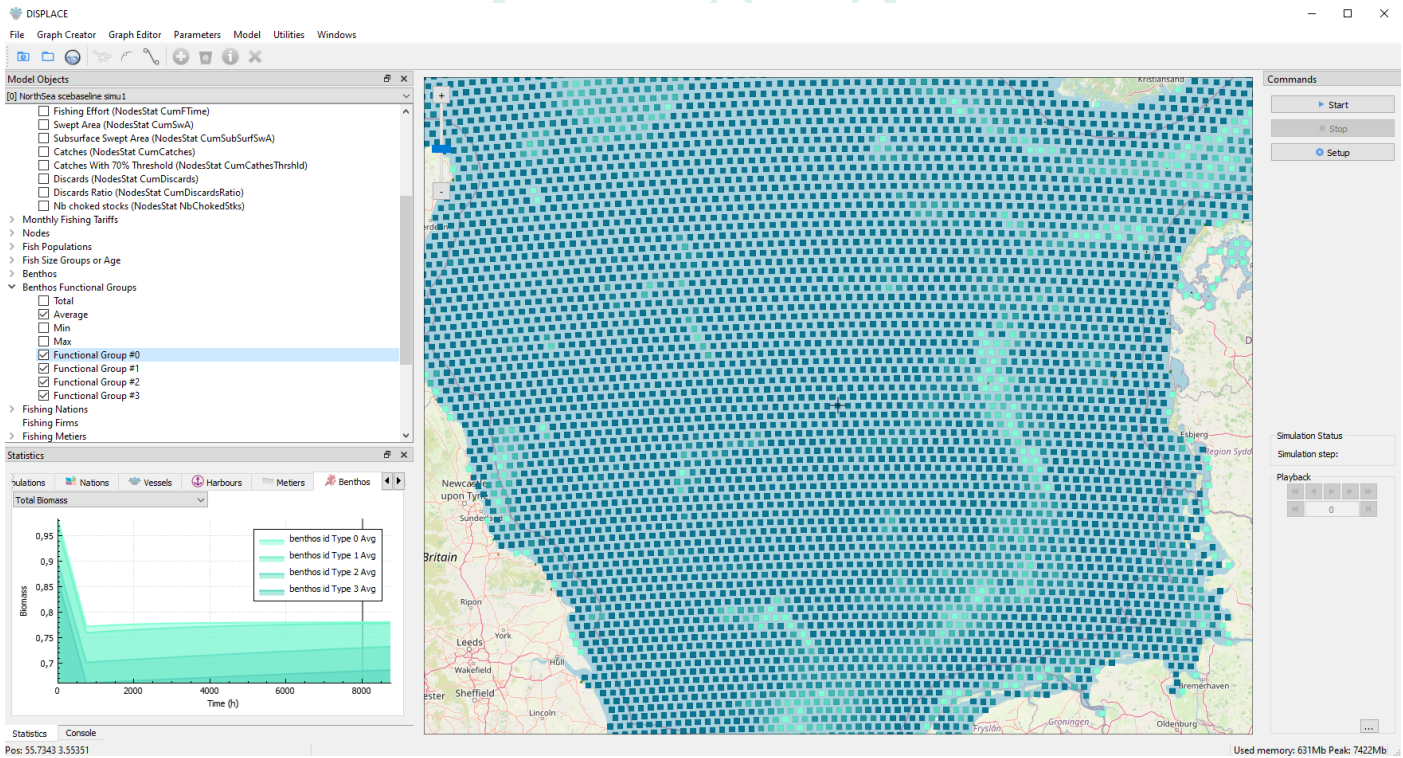 DISPLACE
File Graph Creator Graph Editor Parameters Model Utilities Windows
Model Objects
[0] NorthSea scebaseline simu1
Fishing Effort (NodesStat CumFTime)
Swept Area (NodesStat CumSwA)
Subsurface Swept Area (NodesStat CumSubSurfSwA)
Catches (NodesStat CumCatches)
Catches With 70% Threshold (NodesStat CumCathesThrshld)
Discards (NodesStat CumDiscards)
Discards Ratio (NodesStat CumDiscardsRatio)
Nb choked stocks (NodesStat NbChokedStks)
Monthly Fishing Tariffs
Nodes
Fish Populations
Fish Size Groups or Age
Benthos
Benthos Functional Groups
Total
Average
Min
Max
Functional Group #0
Functional Group #1
Functional Group #2
Functional Group #3
Fishing Nations
Fishing Firms
Fishing Metiers
Statistics
pulations Nations Vessels Harbours Metiers Benthos
Total Biomass
benthos id Type 0 Avg
benthos id Type 1 Avg
benthos id Type 2 Avg
benthos id Type 3 Avg
Biomass
0,95
0,9
0,85
0,8
0,75
0,7
0 2000 4000 6000 8000
Time (h)
Statistics Console
Pos: 55.7343 3.55351
+
-
Kristiansand
Newcastle
upon Tyne
Britain
Ripon
York
Leeds
Wakefield
Hull
Sheffield
Lincoln
Esbjerg
Region Sydd
Bremerhaven
Groningen
Fryslân
Oldenburg
Commands
Start
Stop
Setup
Simulation Status
Simulation step:
Playback
0
...
Used memory: 631Mb Peak: 7422Mb